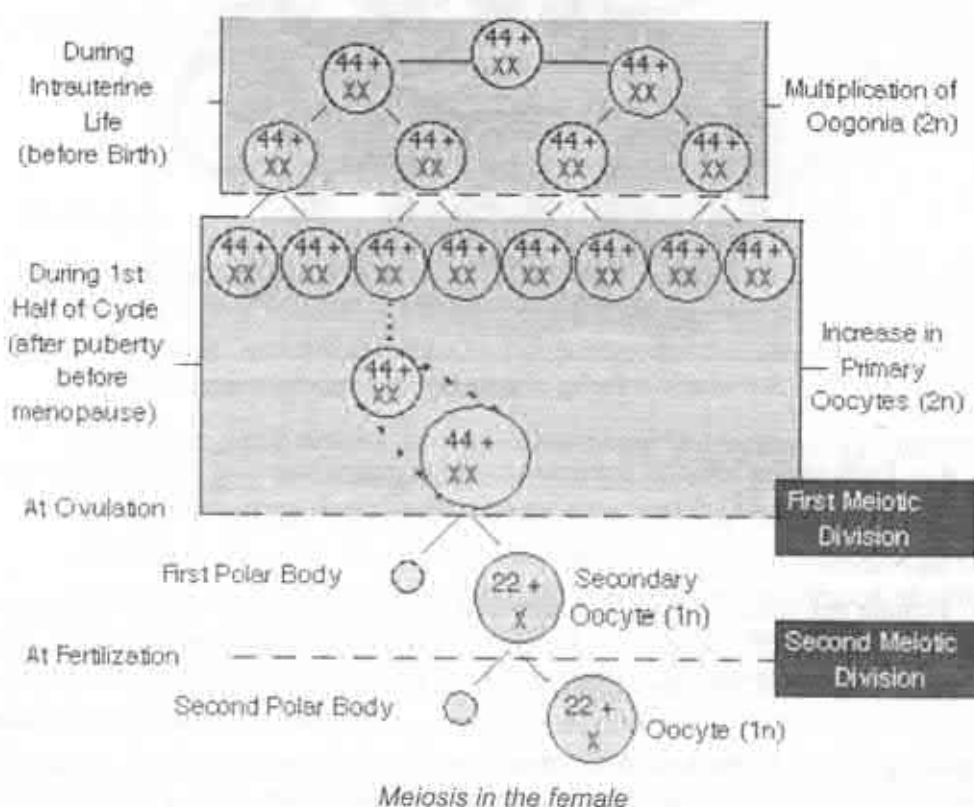 During
Intrauterine
Life
(before Birth)
44 +
XX
44 +
XX
44 +
XX
Multiplication of
Oogonia (2n)
44 +
XX
44 +
XX
44 +
XX
44 +
XX
During 1st
Half of Cycle
(after puberty
before
menopause)
44 +
XX
44 +
XX
44 +
XX
44 +
XX
44 +
XX
44 +
XX
44 +
XX
44 +
XX
44 +
XX
44 +
XX
Increase in
Primary
Oocytes (2n)
At Ovulation
First Meiotic
Division
First Polar Body
22 +
X
Secondary
Oocyte (1n)
At Fertilization
Second Meiotic
Division
Second Polar Body
22 +
X
Oocyte (1n)
Meiosis in the female